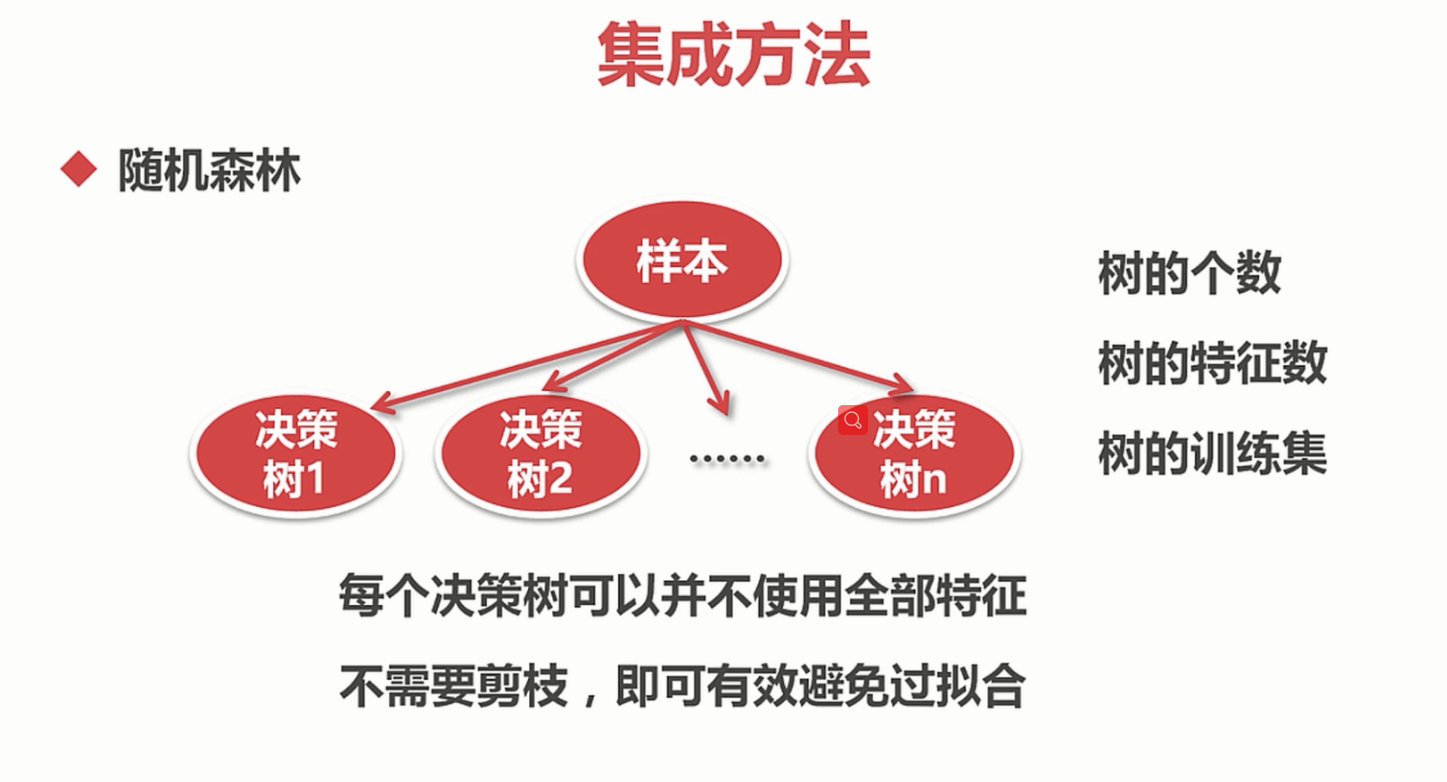 集成方法
随机森林
样本
树的个数
树的特征数
树的训练集
决策
树1
决策
树2
......
决策
树n
每个决策树可以并不使用全部特征
不需要剪枝，即可有效避免过拟合